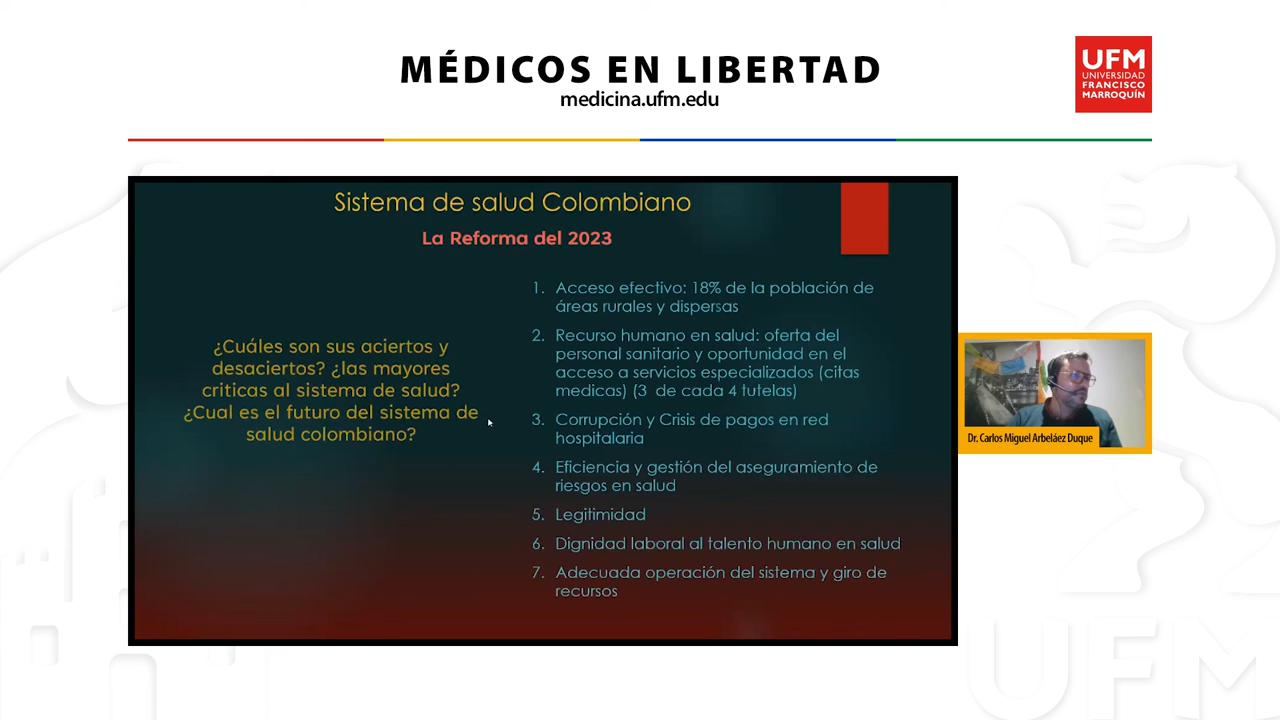 MÉDICOS EN LIBERTAD
medicina.ufm.edu
UFM
UNIVERSIDAD
FRANCISCO
MARROQUÍN
Sistema de salud Colombiano
La Reforma del 2023
¿Cuáles son sus aciertos y
desaciertos? ¿las mayores
criticas al sistema de salud?
¿Cual es el futuro del sistema de
salud colombiano?
1. Acceso efectivo: 18% de la población de
áreas rurales y dispersas
2. Recurso humano en salud: oferta del
personal sanitario y oportunidad en el
acceso a servicios especializados (citas
medicas) (3 de cada 4 tutelas)
3. Corrupción y Crisis de pagos en red
hospitalaria
4. Eficiencia y gestión del aseguramiento de
riesgos en salud
5. Legitimidad
6. Dignidad laboral al talento humano en salud
7. Adecuada operación del sistema y giro de
recursos
Dr. Carlos Miguel Arbeláez Duque
UFM